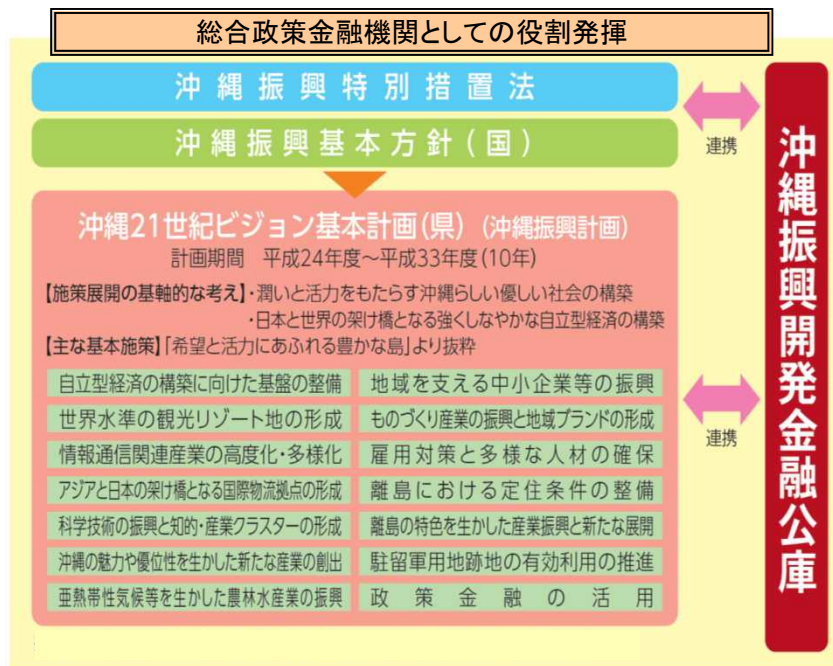 総合政策金融機関としての役割発揮
沖縄振興特別措置法
沖縄振興基本方針(国)
連携
沖縄21世紀ビジョン基本計画(県)(沖縄振興計画)
計画期間 平成24年度～平成33年度(10年)
【施策展開の基軸的な考え】・潤いと活力をもたらす沖縄らしい優しい社会の構築
・日本と世界の架け橋となる強くしなやかな自立型経済の構築
【主な基本施策】「希望と活力にあふれる豊かな島」より抜粋
自立型経済の構築に向けた基盤の整備
世界水準の観光リゾート地の形成
情報通信関連産業の高度化・多様化
アジアと日本の架け橋となる国際物流拠点の形成
科学技術の振興と知的・産業クラスターの形成
沖縄の魅力や優位性を生かした新たな産業の創出
亜熱帯性気候等を生かした農林水産業の振興
地域を支える中小企業等の振興
ものづくり産業の振興と地域ブランドの形成
雇用対策と多様な人材の確保
離島における定住条件の整備
離島の特色を生かした産業振興と新たな展開
駐留軍用地跡地の有効利用の推進
政策金融の活用
連携
沖縄振興開発金融公庫